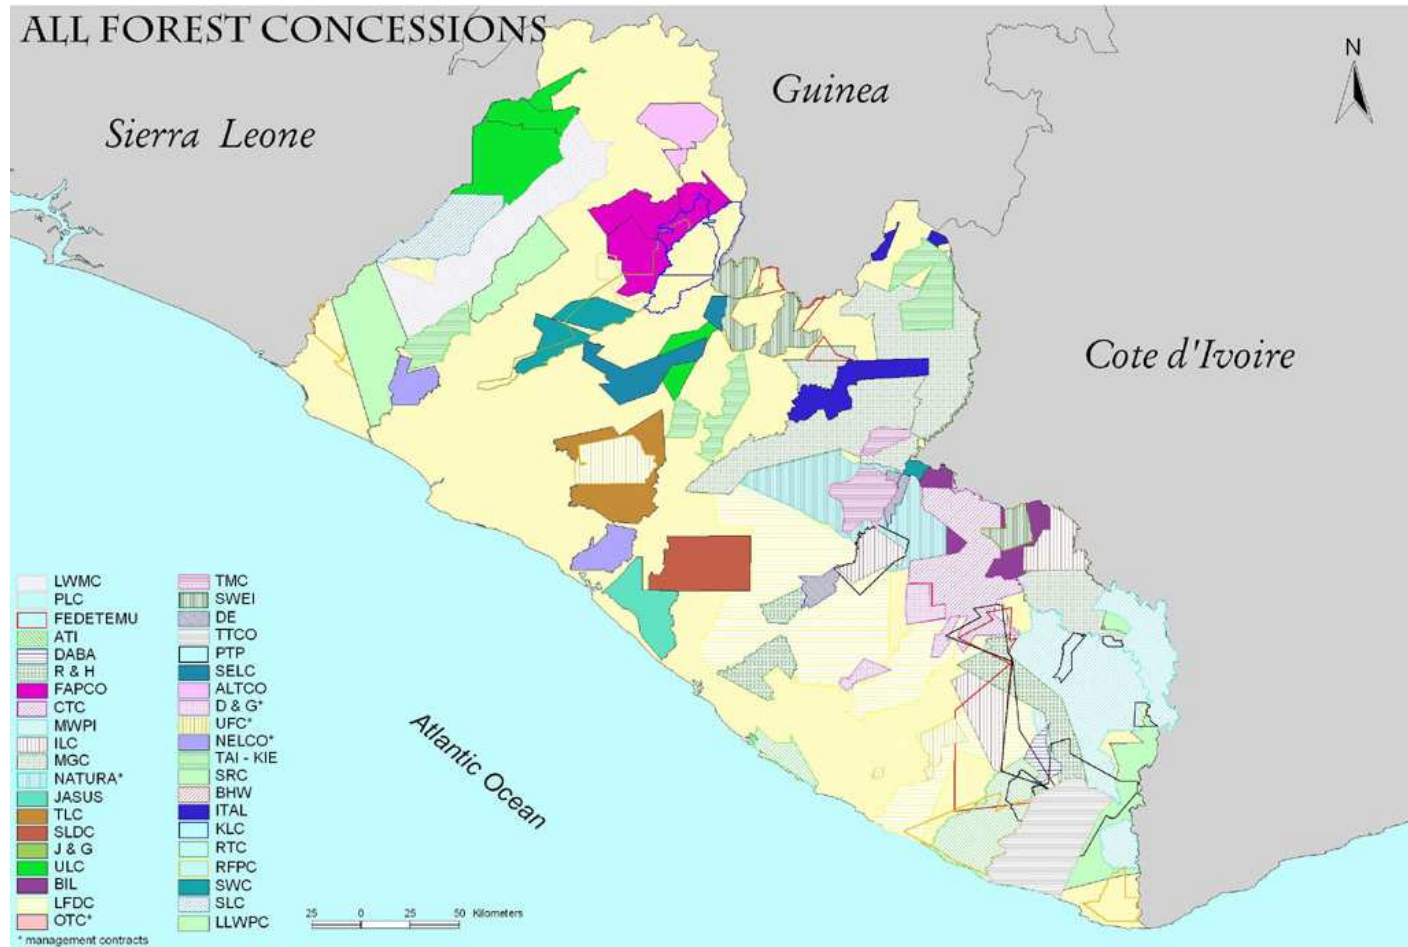 ALL FOREST CONCESSIONS
N
Guinea
Sierra Leone
Cote d'Ivoire
Atlantic Ocean
LWMC
PLC
FEDETEMU
ATI
DABA
R & H
FAPCO
CTC
MWPI
ILC
MGC
NATURA*
JASUS
TLC
SLDC
J & G
ULC
BIL
LFDC
OTC*
TMC
SWEI
DE
TTCO
PTP
SELC
ALTCO
D & G*
UFC*
NELCO*
TAI - KIE
SRC
BHW
ITAL
KLC
RTC
RFPC
SWC
SLC
LLWPC
25 0 25 50 Kilometers
* management contracts